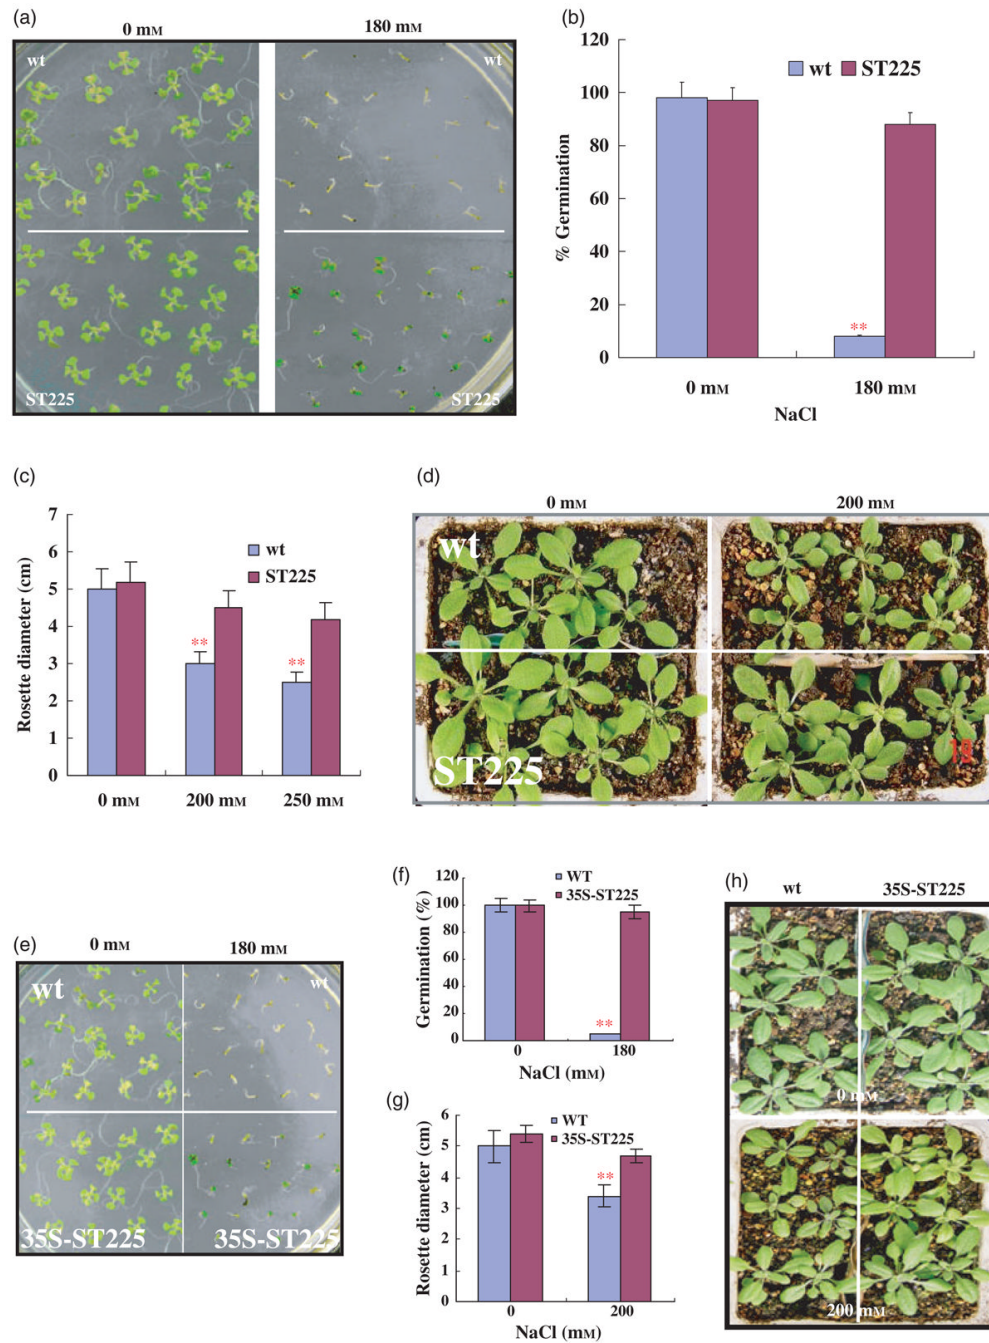 (a)
0 mM
180 mM
wt
wt
ST225
ST225
(b)
120
100
80
60
40
20
0
% Germination
wt
ST225
**
0 mM
180 mM
NaCl
(c)
7
6
5
4
3
2
1
0
Rosette diameter (cm)
wt
ST225
**
**
0 mM
200 mM
250 mM
(d)
0 mM
200 mM
wt
ST225
18
(e)
0 mM
180 mM
wt
wt
35S-ST225
35S-ST225
(f)
120
100
80
60
40
20
0
Germination (%)
WT
35S-ST225
**
0
180
NaCl (mM)
(g)
6
5
4
3
2
1
0
Rosette diameter (cm)
WT
35S-ST225
**
0
200
NaCl (mM)
(h)
wt
35S-ST225
0 mM
200 mM